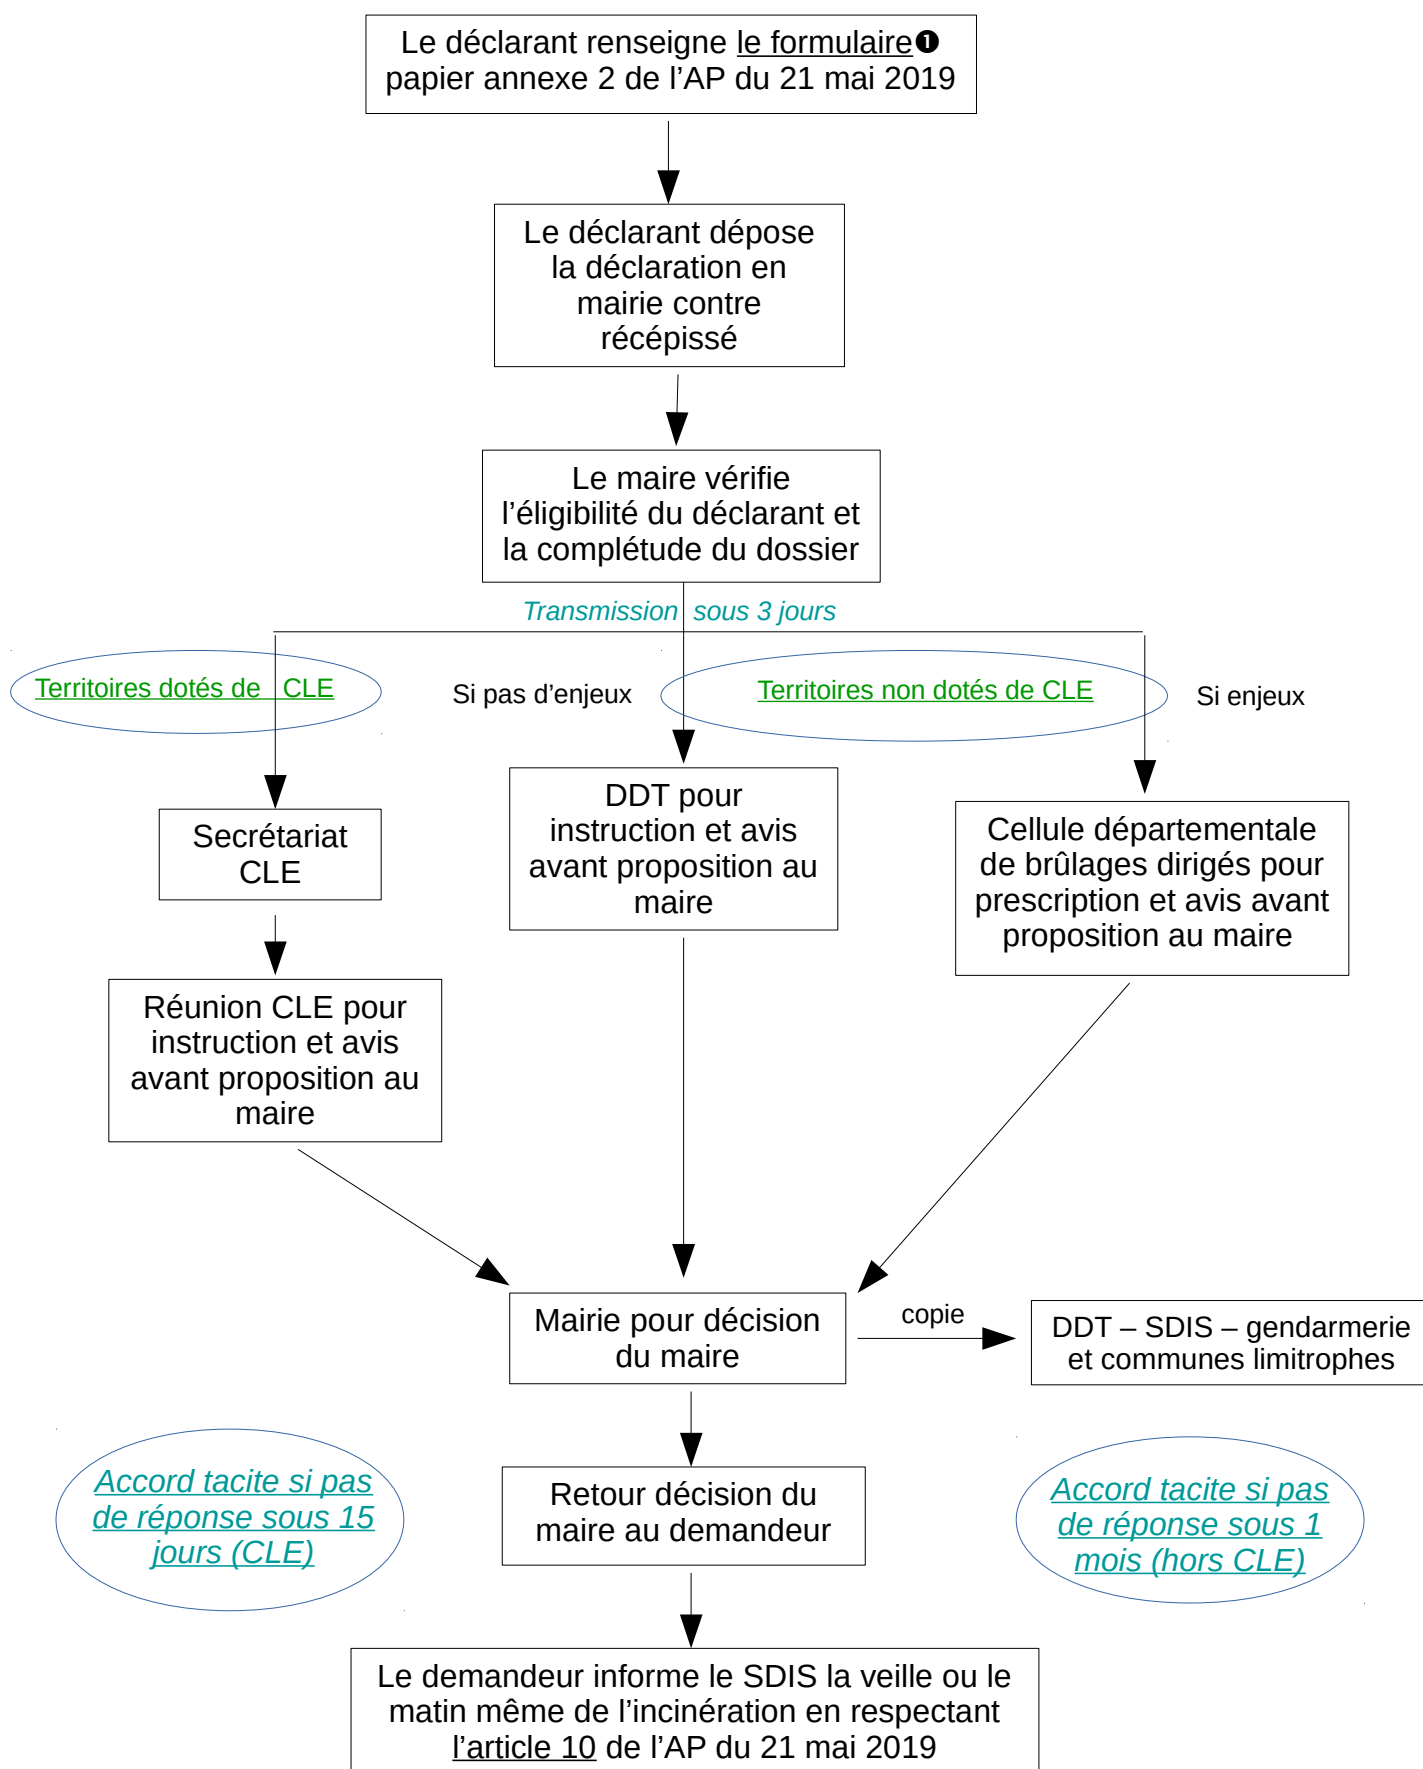 Le déclarant renseigne le formulaire❶
papier annexe 2 de l’AP du 21 mai 2019
Le déclarant dépose
la déclaration en
mairie contre
récépissé
Le maire vérifie
l’éligibilité du déclarant et
la complétude du dossier
Transmission sous 3 jours
Territoires dotés de CLE
Si pas d’enjeux
Territoires non dotés de CLE
Si enjeux
Secrétariat
CLE
DDT pour
instruction et avis
avant proposition au
maire
Cellule départementale
de brûlages dirigés pour
prescription et avis avant
proposition au maire
Réunion CLE pour
instruction et avis
avant proposition au
maire
Mairie pour décision
du maire
copie
DDT – SDIS – gendarmerie
et communes limitrophes
Accord tacite si pas
de réponse sous 15
jours (CLE)
Retour décision du
maire au demandeur
Accord tacite si pas
de réponse sous 1
mois (hors CLE)
Le demandeur informe le SDIS la veille ou le
matin même de l’incinération en respectant
l’article 10 de l’AP du 21 mai 2019